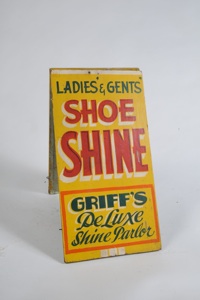 LADIES & GENTS
SHOE
SHINE
GRIFF'S
DeLuxe
Shine Parlor